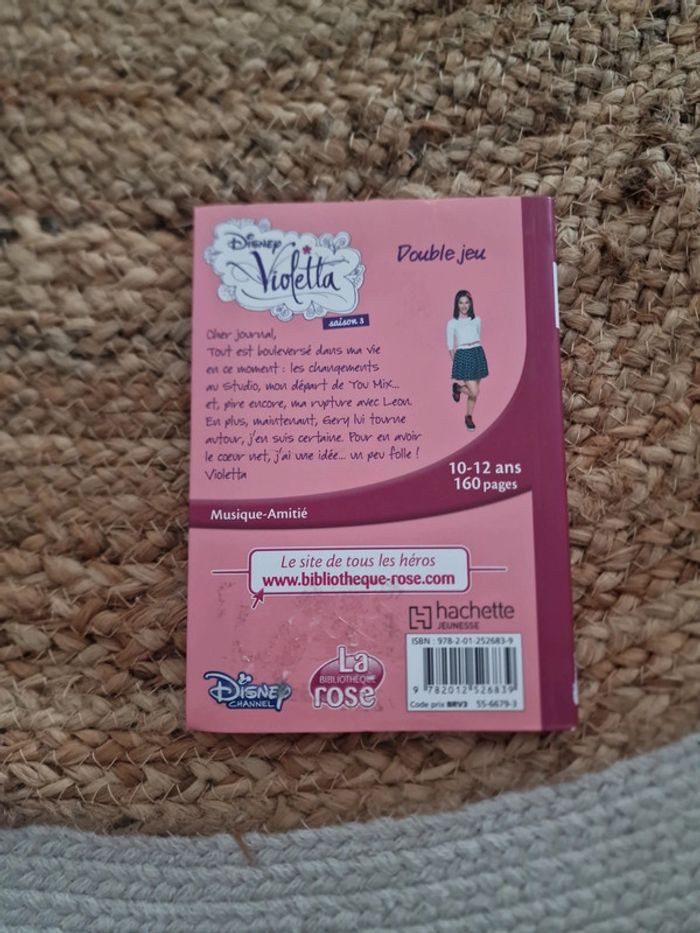 Disney
Violetta
saison 3
Double jeu
Cher journal,
Tout est bouleversé dans ma vie
en ce moment : les changements
au Studio, mon départ de You Mix...
et, pire encore, ma rupture avec Leon.
En plus, maintenant, Gery lui tourne
autour, j'en suis certaine. Pour en avoir
le cœur net, j'ai une idée... un peu folle !
Violetta
10-12 ans
160 pages
Musique-Amitié
Le site de tous les héros
www.bibliotheque-rose.com
hachette
JEUNESSE
ISBN : 978-2-01-252683-9
9 782012 526839
Code prix BRV3 55-6679-3
Disney
CHANNEL
La
BIBLIOTHÈQUE
rose